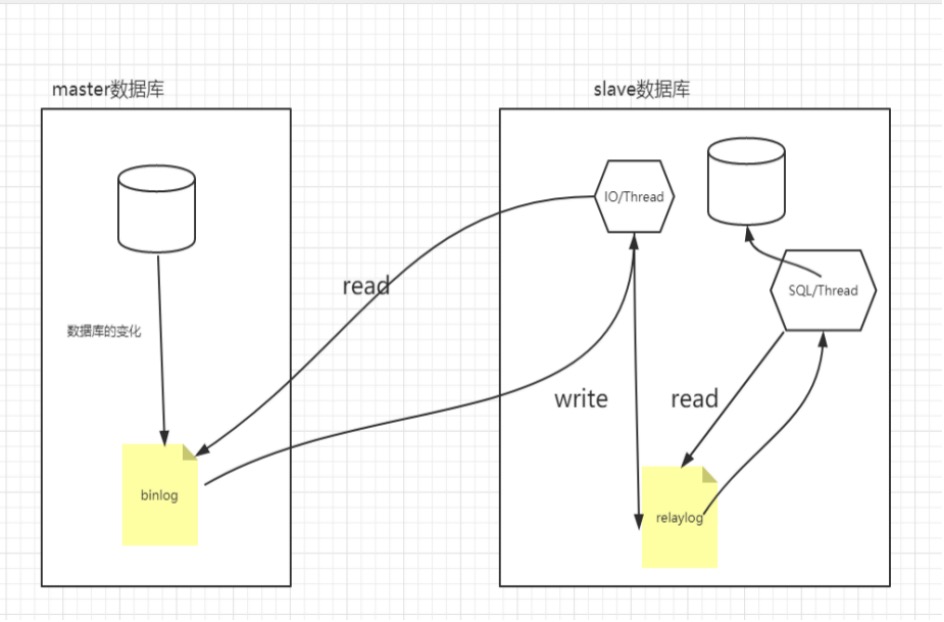 master数据库
slave数据库
IO/Thread
SQL/Thread
read
数据库的变化
write
read
binlog
relaylog